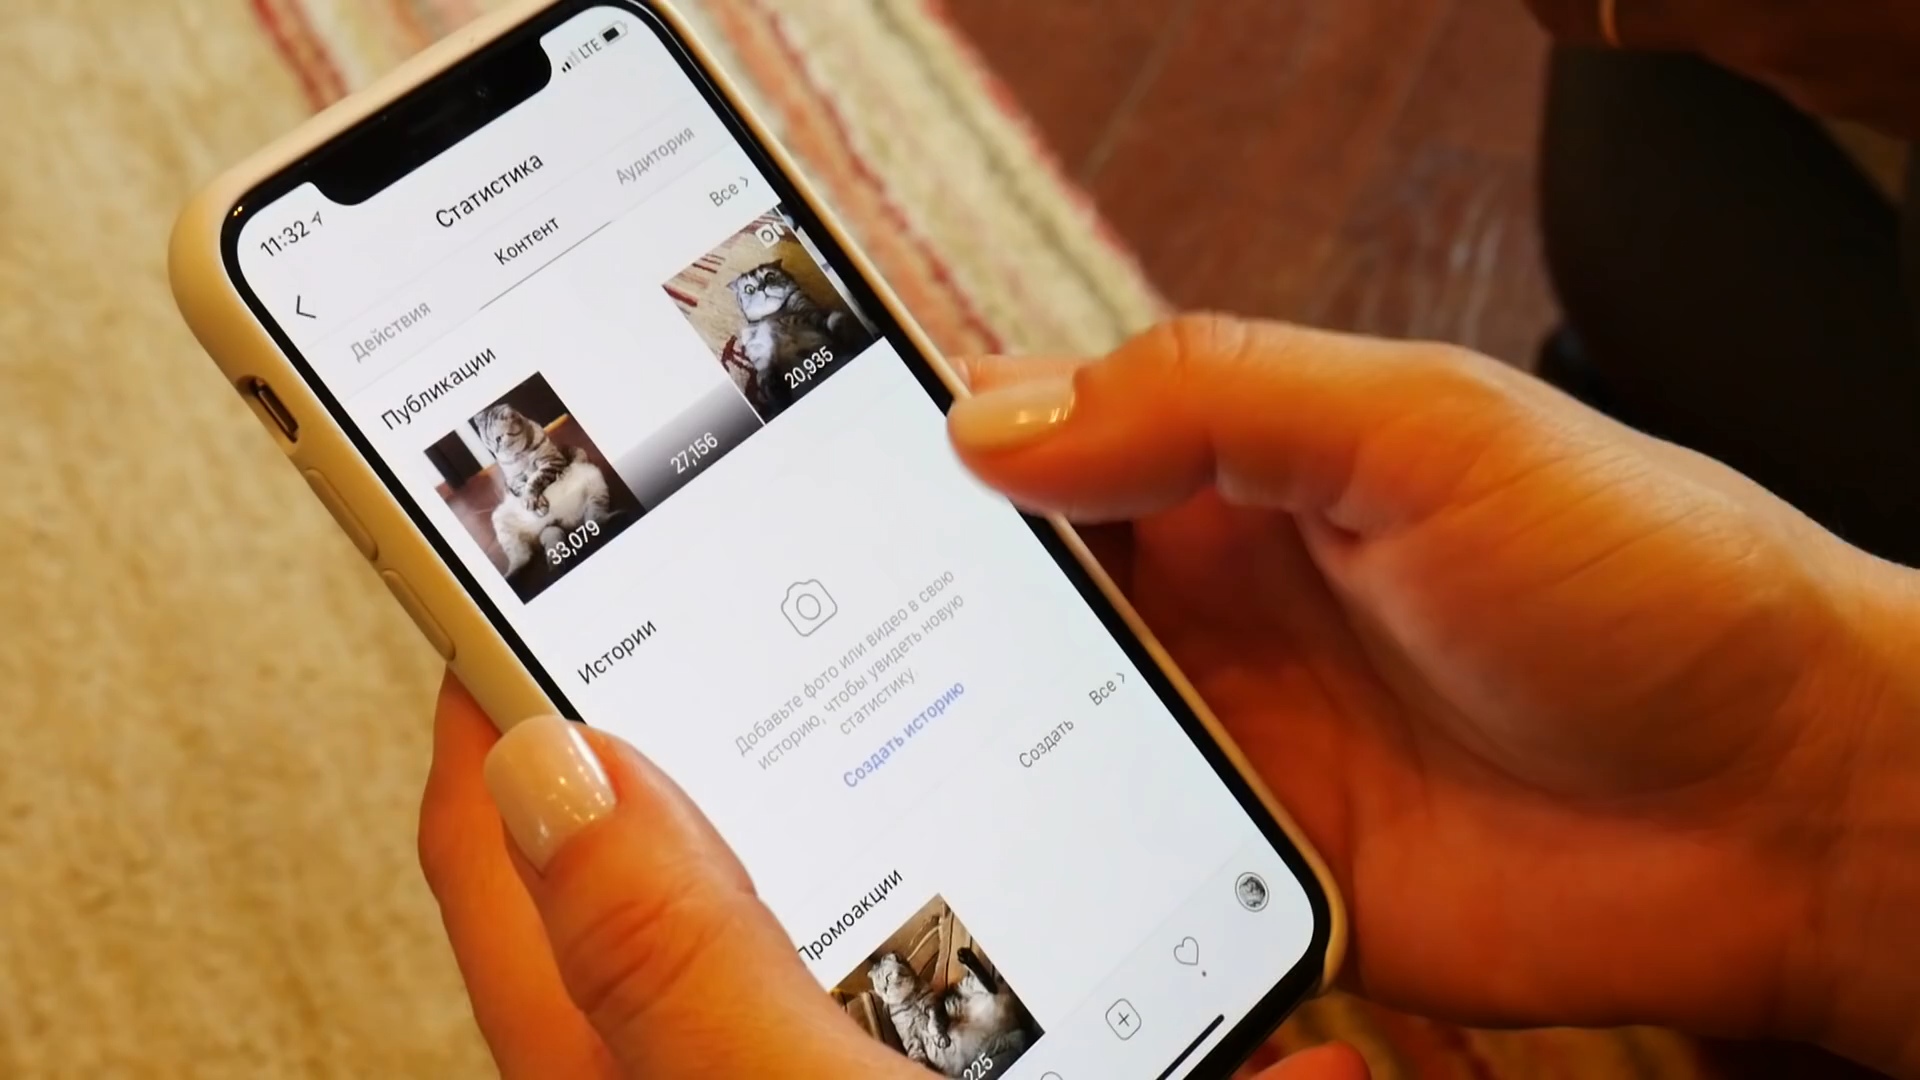 11:32
LTE
Статистика
Действия
Контент
Аудитория
Публикации
Все >
33,079
27,156
20,935
Истории
Добавьте фото или видео в свою
историю, чтобы увидеть новую
статистику.
Создать историю
Промоакции
Создать
Все >
225